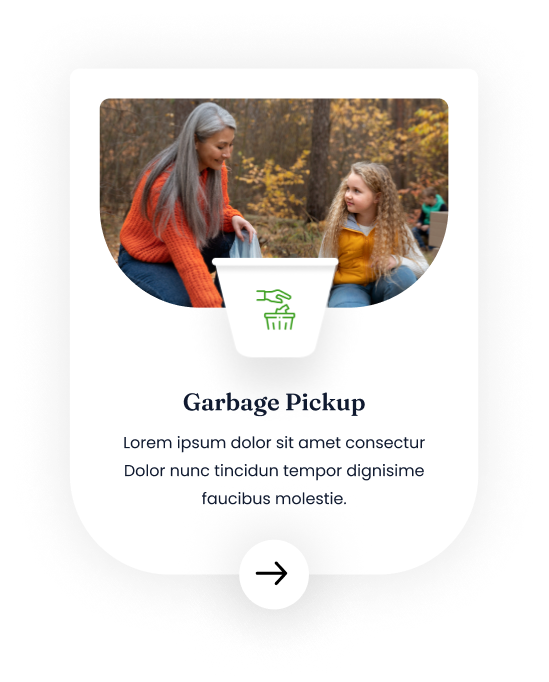 Garbage Pickup
Lorem ipsum dolor sit amet consectur
Dolor nunc tincidun tempor dignisime
faucibus molestie.